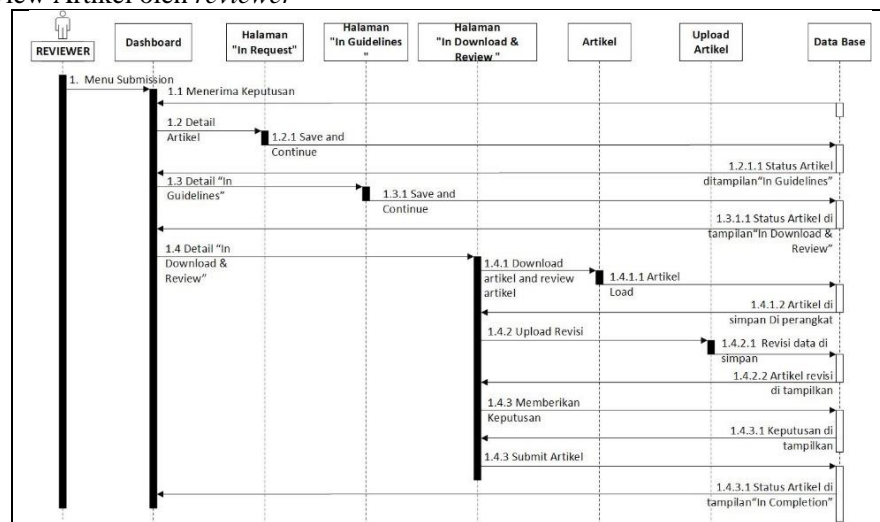 view Artikel oleh reviewer
REVIEWER
Dashboard
Halaman
"In Request"
Halaman
"In Guidelines
"
Halaman
"In Download &
Review "
Artikel
Upload
Artikel
Data Base
1. Menu Submission
1.1 Menerima Keputusan
1.2 Detail
Artikel
1.2.1 Save and
Continue
1.2.1.1 Status Artikel
ditampilan"In Guidelines"
1.3 Detail "In
Guidelines"
1.3.1 Save and
Continue
1.3.1.1 Status Artikel di
tampilan"In Download &
Review"
1.4 Detail "In
Download &
Review"
1.4.1 Download
artikel and review
artikel
1.4.1.1 Artikel
Load
1.4.1.2 Artikel di
simpan Di perangkat
1.4.2 Upload Revisi
1.4.2.1 Revisi data di
simpan
1.4.2.2 Artikel revisi
di tampilkan
1.4.3 Memberikan
Keputusan
1.4.3.1 Keputusan di
tampilkan
1.4.3 Submit Artikel
1.4.3.1 Status Artikel di
tampilan"In Completion"